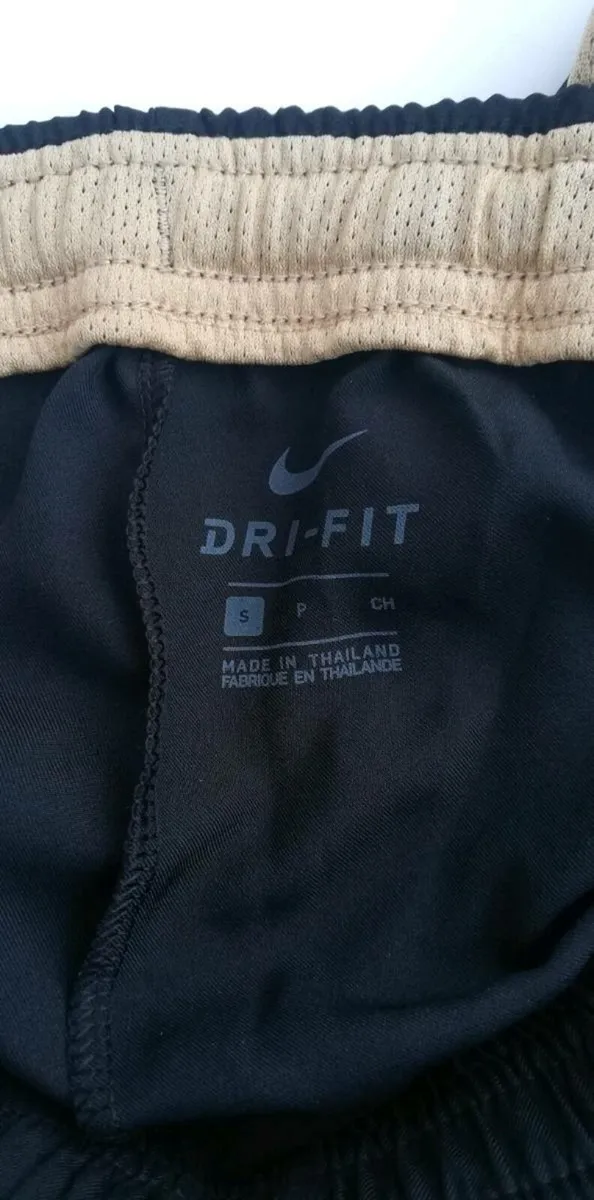 DRI-FIT
S P CH
MADE IN THAILAND
FABRIQUE EN THAILANDE